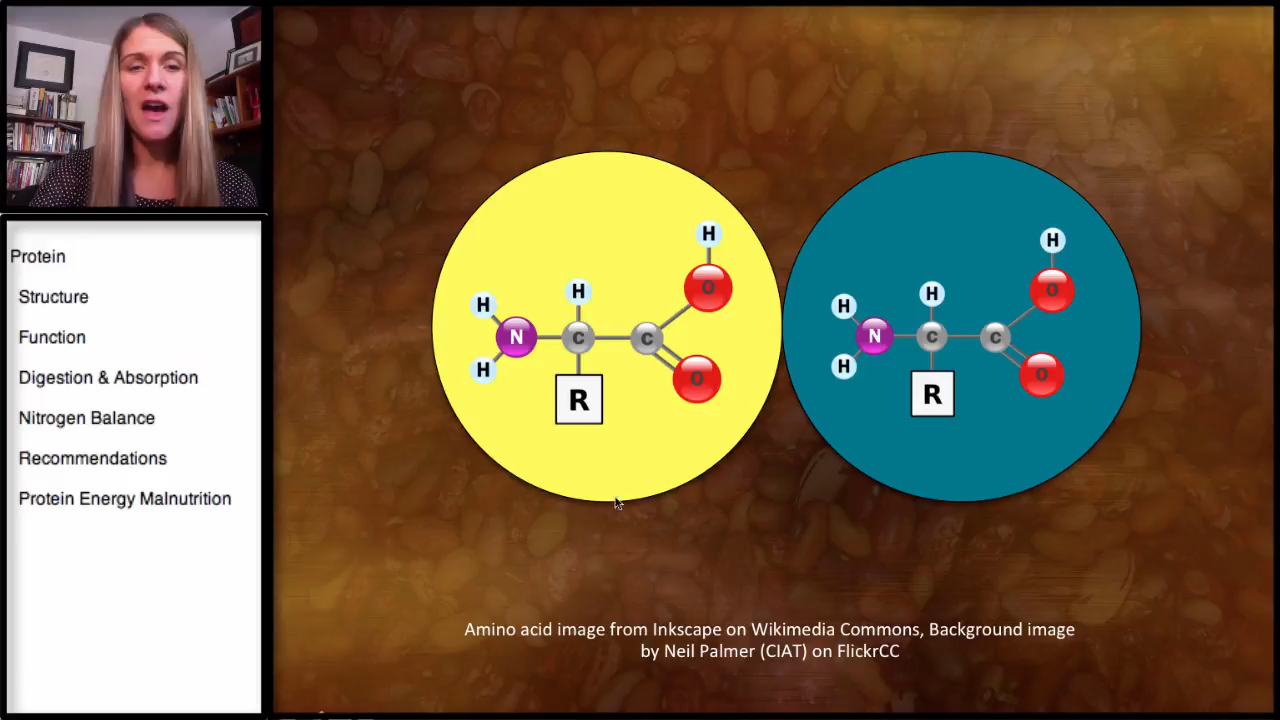 Protein
Structure
Function
Digestion & Absorption
Nitrogen Balance
Recommendations
Protein Energy Malnutrition
H
O
H
H
N
C
C
H
O
R
H
O
H
H
N
C
C
H
O
R
Amino acid image from Inkscape on Wikimedia Commons, Background image
by Neil Palmer (CIAT) on FlickrCC